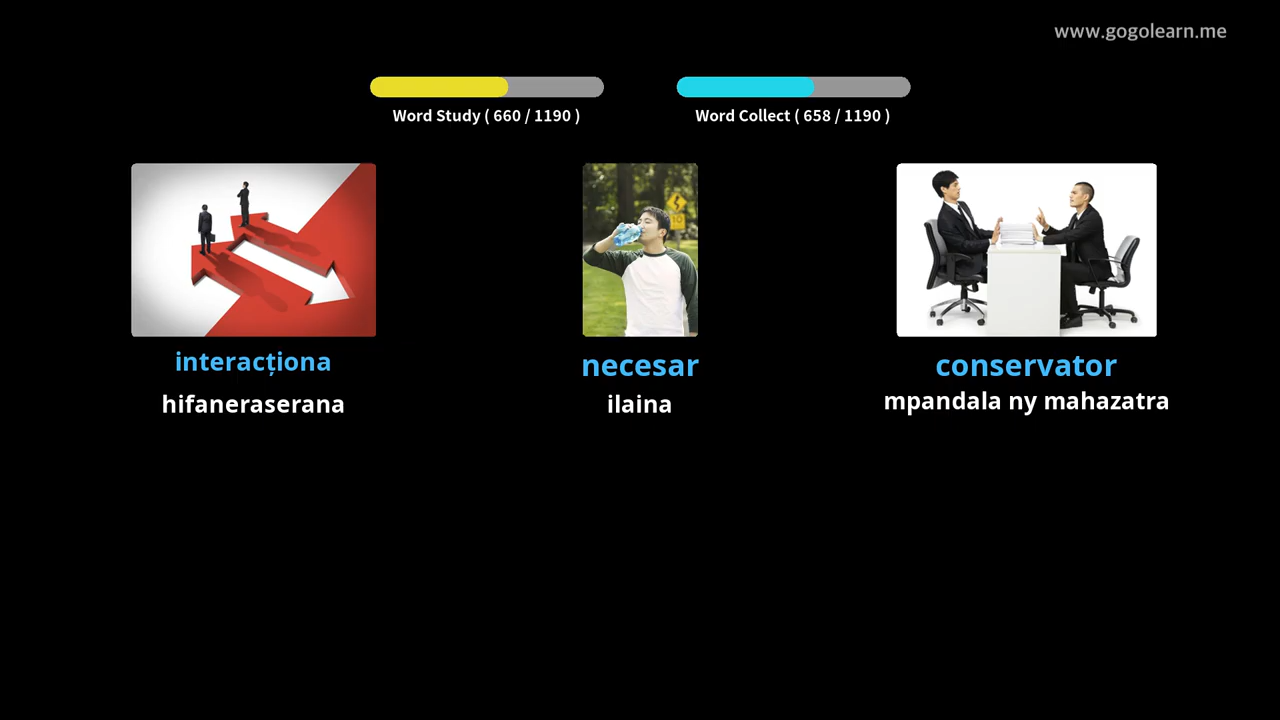 www.gogolearn.me
Word Study ( 660 / 1190 )
Word Collect ( 658 / 1190 )
interacționa
necesar
conservator
hifaneraserana
ilaina
mpandala ny mahazatra